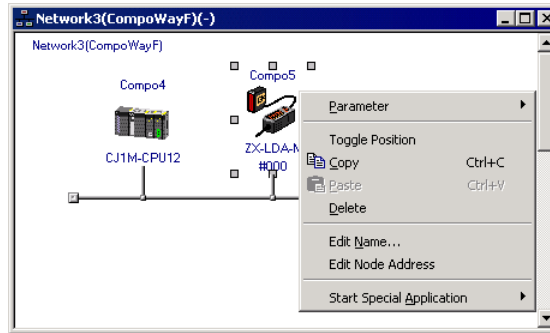 Network3(CompoWayF)(-)
Network3(CompoWayF)
Compo4
Compo5
CJ1M-CPU12
ZX-LDA-N
#000
Parameter
Toggle Position
Copy Ctrl+C
Paste Ctrl+V
Delete
Edit Name...
Edit Node Address
Start Special Application